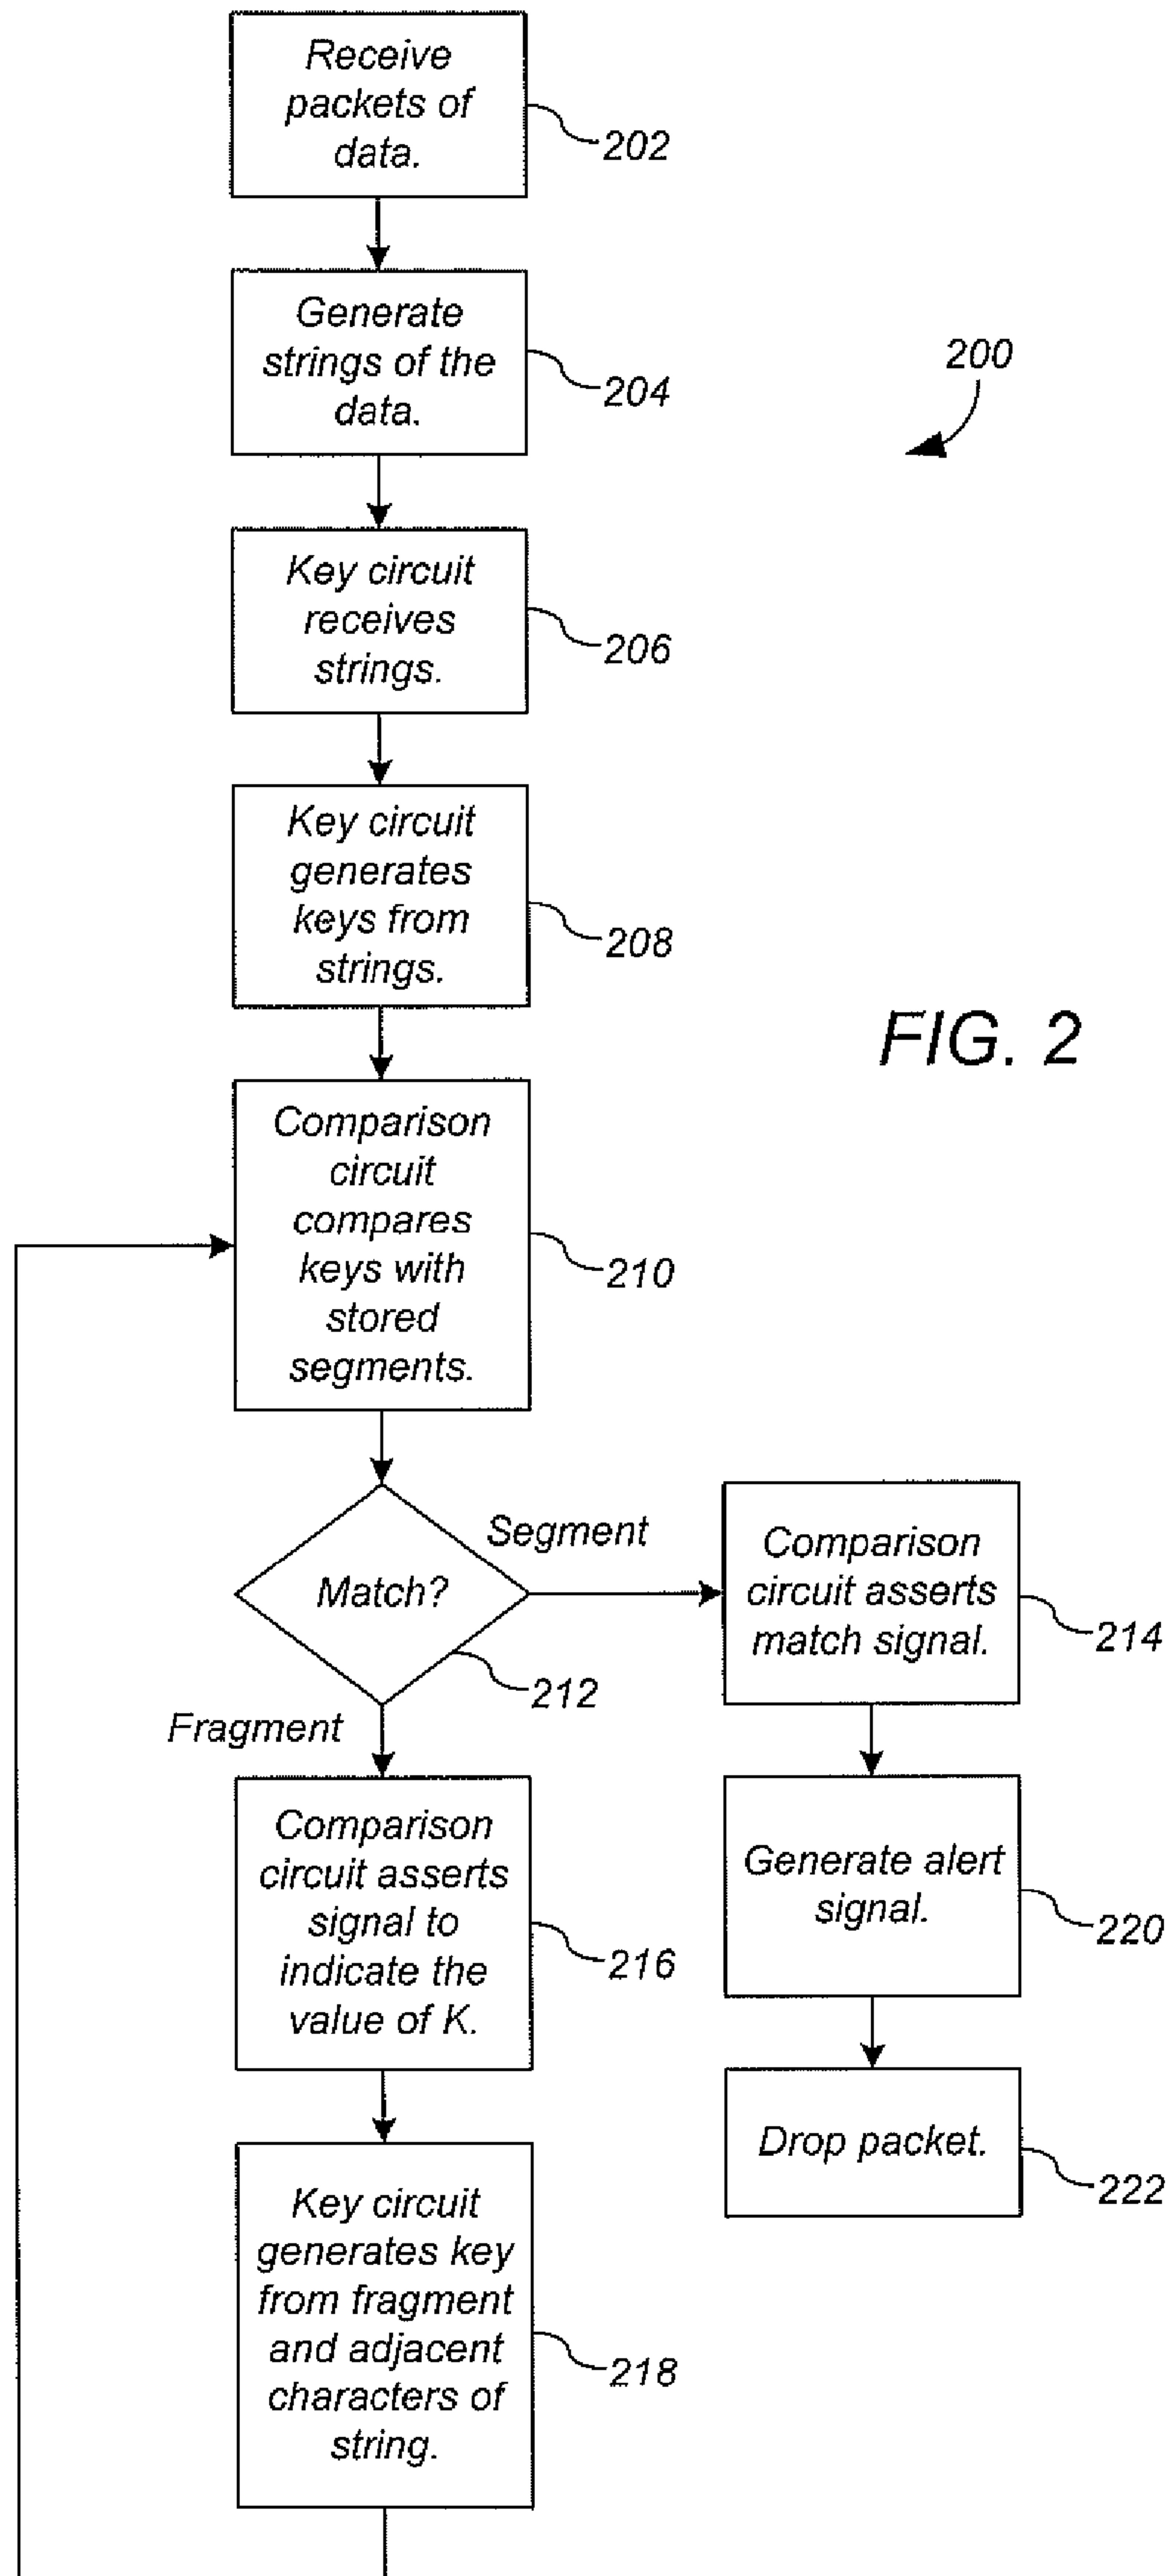 Receive
packets of
data.
202
Generate
strings of the
data.
204
200
Key circuit
receives
strings.
206
Key circuit
generates
keys from
strings.
208
FIG. 2
Comparison
circuit
compares
keys with
stored
segments.
210
Match?
212
Segment
Comparison
circuit asserts
match signal.
214
Fragment
Comparison
circuit asserts
signal to
indicate the
value of K.
216
Generate alert
signal.
220
Drop packet.
222
Key circuit
generates key
from fragment
and adjacent
characters of
string.
218